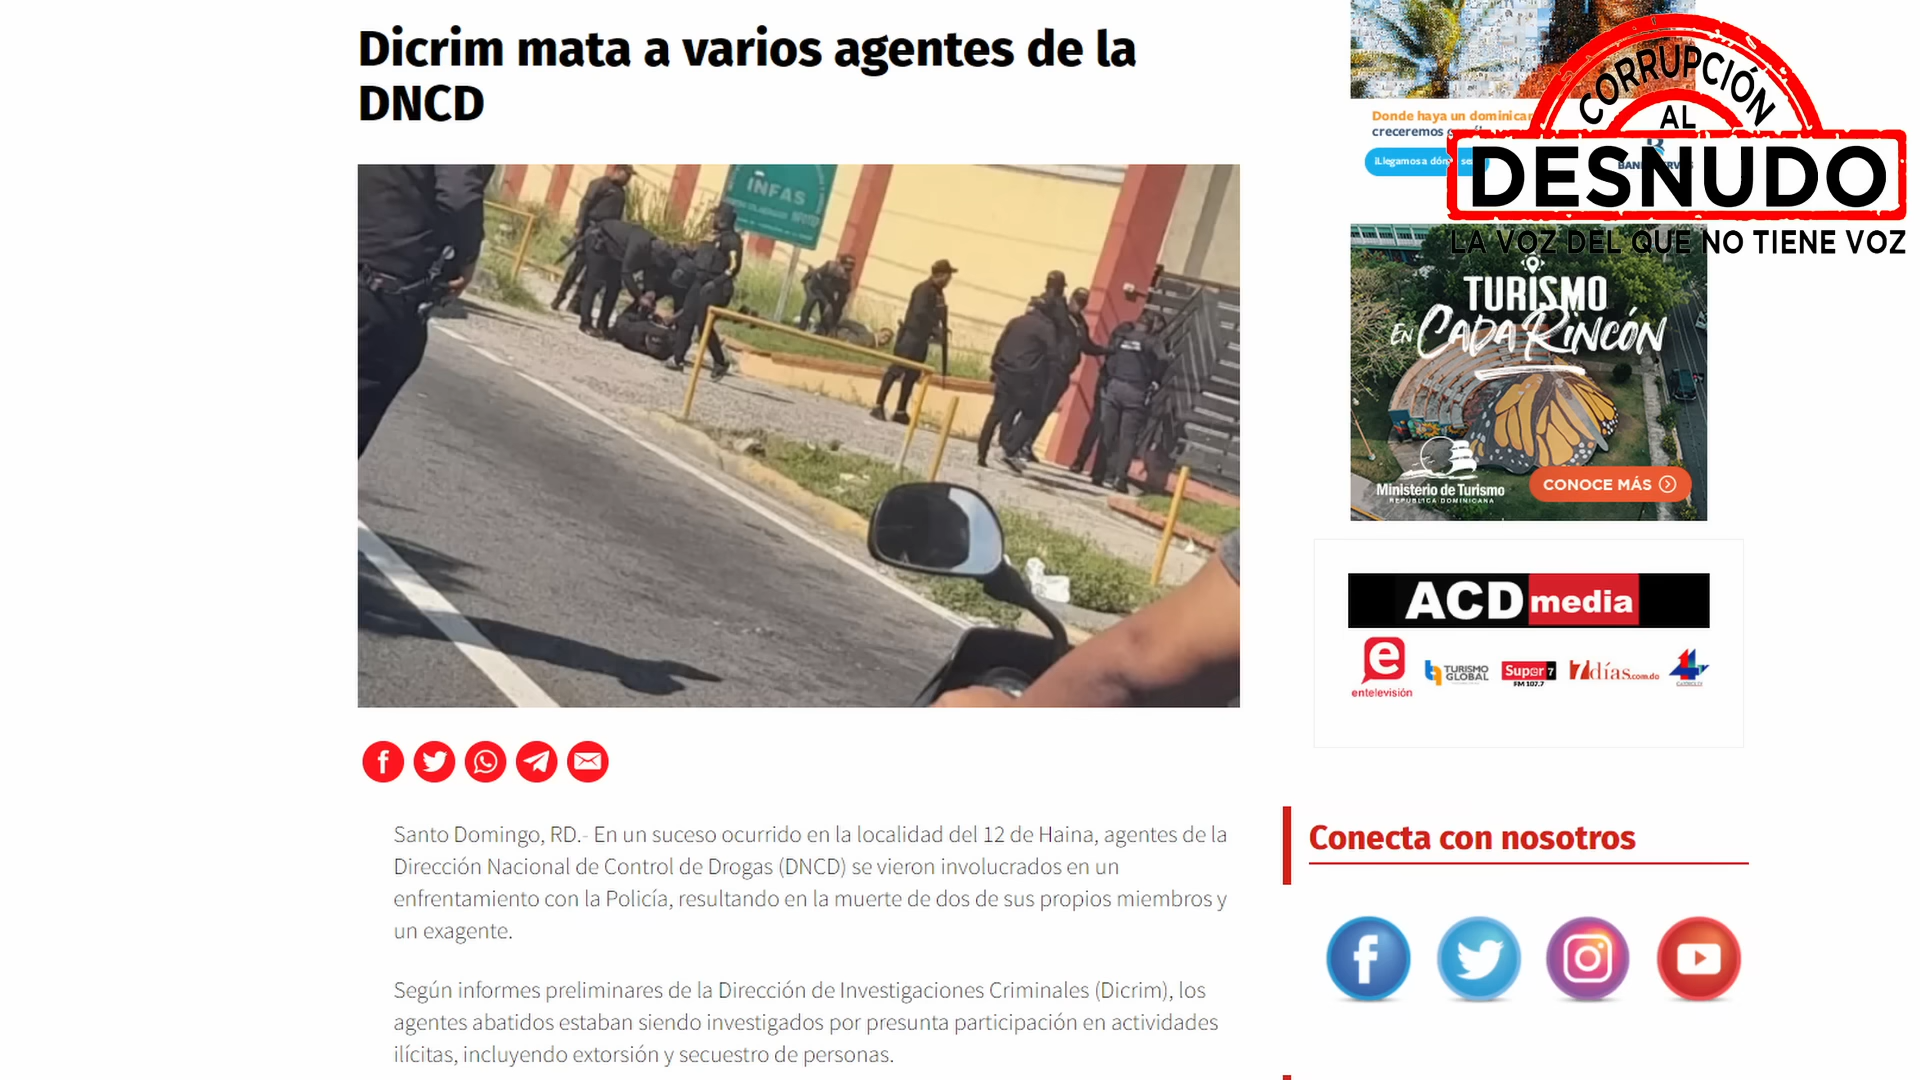 Dicrim mata a varios agentes de la
DNCD
INFAS
Santo Domingo, RD.- En un suceso ocurrido en la localidad del 12 de Haina, agentes de la
Dirección Nacional de Control de Drogas (DNCD) se vieron involucrados en un
enfrentamiento con la Policía, resultando en la muerte de dos de sus propios miembros y
un exagente.
Según informes preliminares de la Dirección de Investigaciones Criminales (Dicrim), los
agentes abatidos estaban siendo investigados por presunta participación en actividades
ilícitas, incluyendo extorsión y secuestro de personas.
CORRUPCIÓN
AL
DESNUDO
LA VOZ DEL QUE NO TIENE VOZ
Donde haya un
creceremos
¡Llegamos a
TURISMO
EN CADA RINCÓN
Ministerio de Turismo
REPÚBLICA DOMINICANA
CONOCE MÁS
ACD media
entelevisión
TURISMO
GLOBAL
Super 7
FM 107.7
7días.com.do
Conecta con nosotros